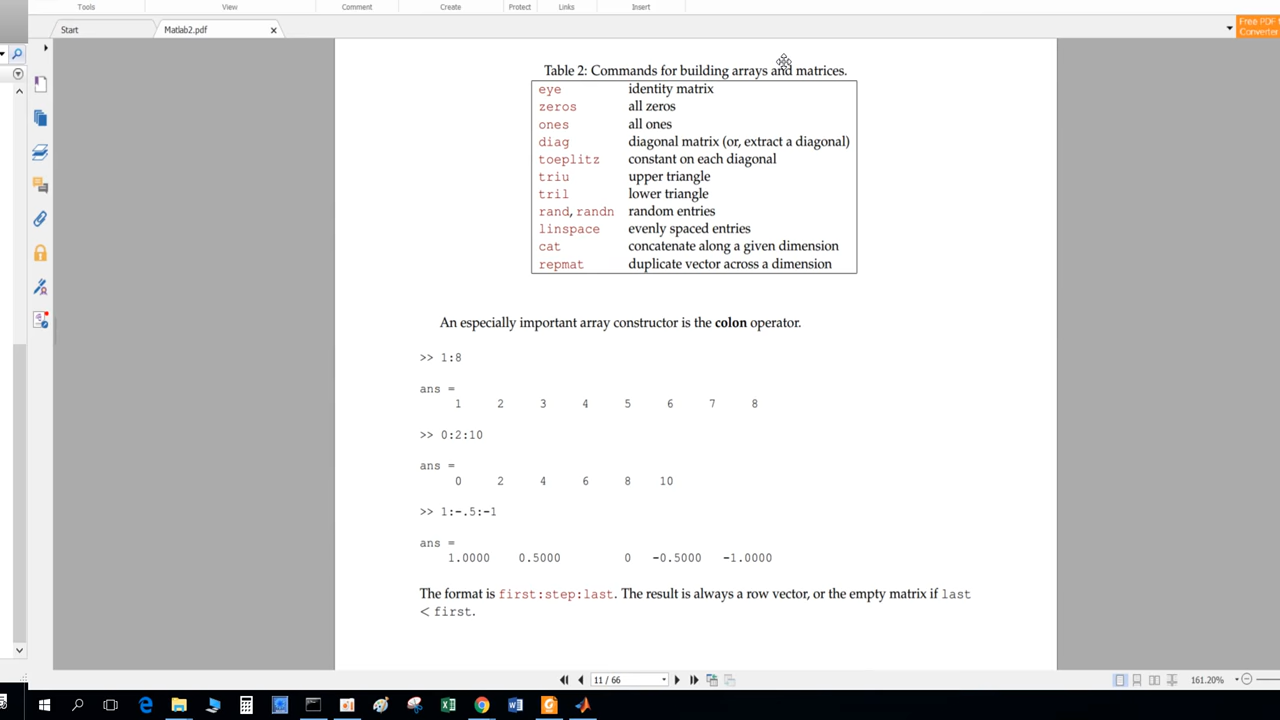 Tools View Comment Create Protect Links Insert
Start Matlab2.pdf
Free PDF to
Converter
Table 2: Commands for building arrays and matrices.
eye identity matrix
zeros all zeros
ones all ones
diag diagonal matrix (or, extract a diagonal)
toeplitz constant on each diagonal
triu upper triangle
tril lower triangle
rand, randn random entries
linspace evenly spaced entries
cat concatenate along a given dimension
repmat duplicate vector across a dimension
An especially important array constructor is the colon operator.
>> 1:8
ans =
1 2 3 4 5 6 7 8
>> 0:2:10
ans =
0 2 4 6 8 10
>> 1:-.5:-1
ans =
1.0000 0.5000 0 -0.5000 -1.0000
The format is first:step:last. The result is always a row vector, or the empty matrix if last
< first.
11 / 66 161.20%